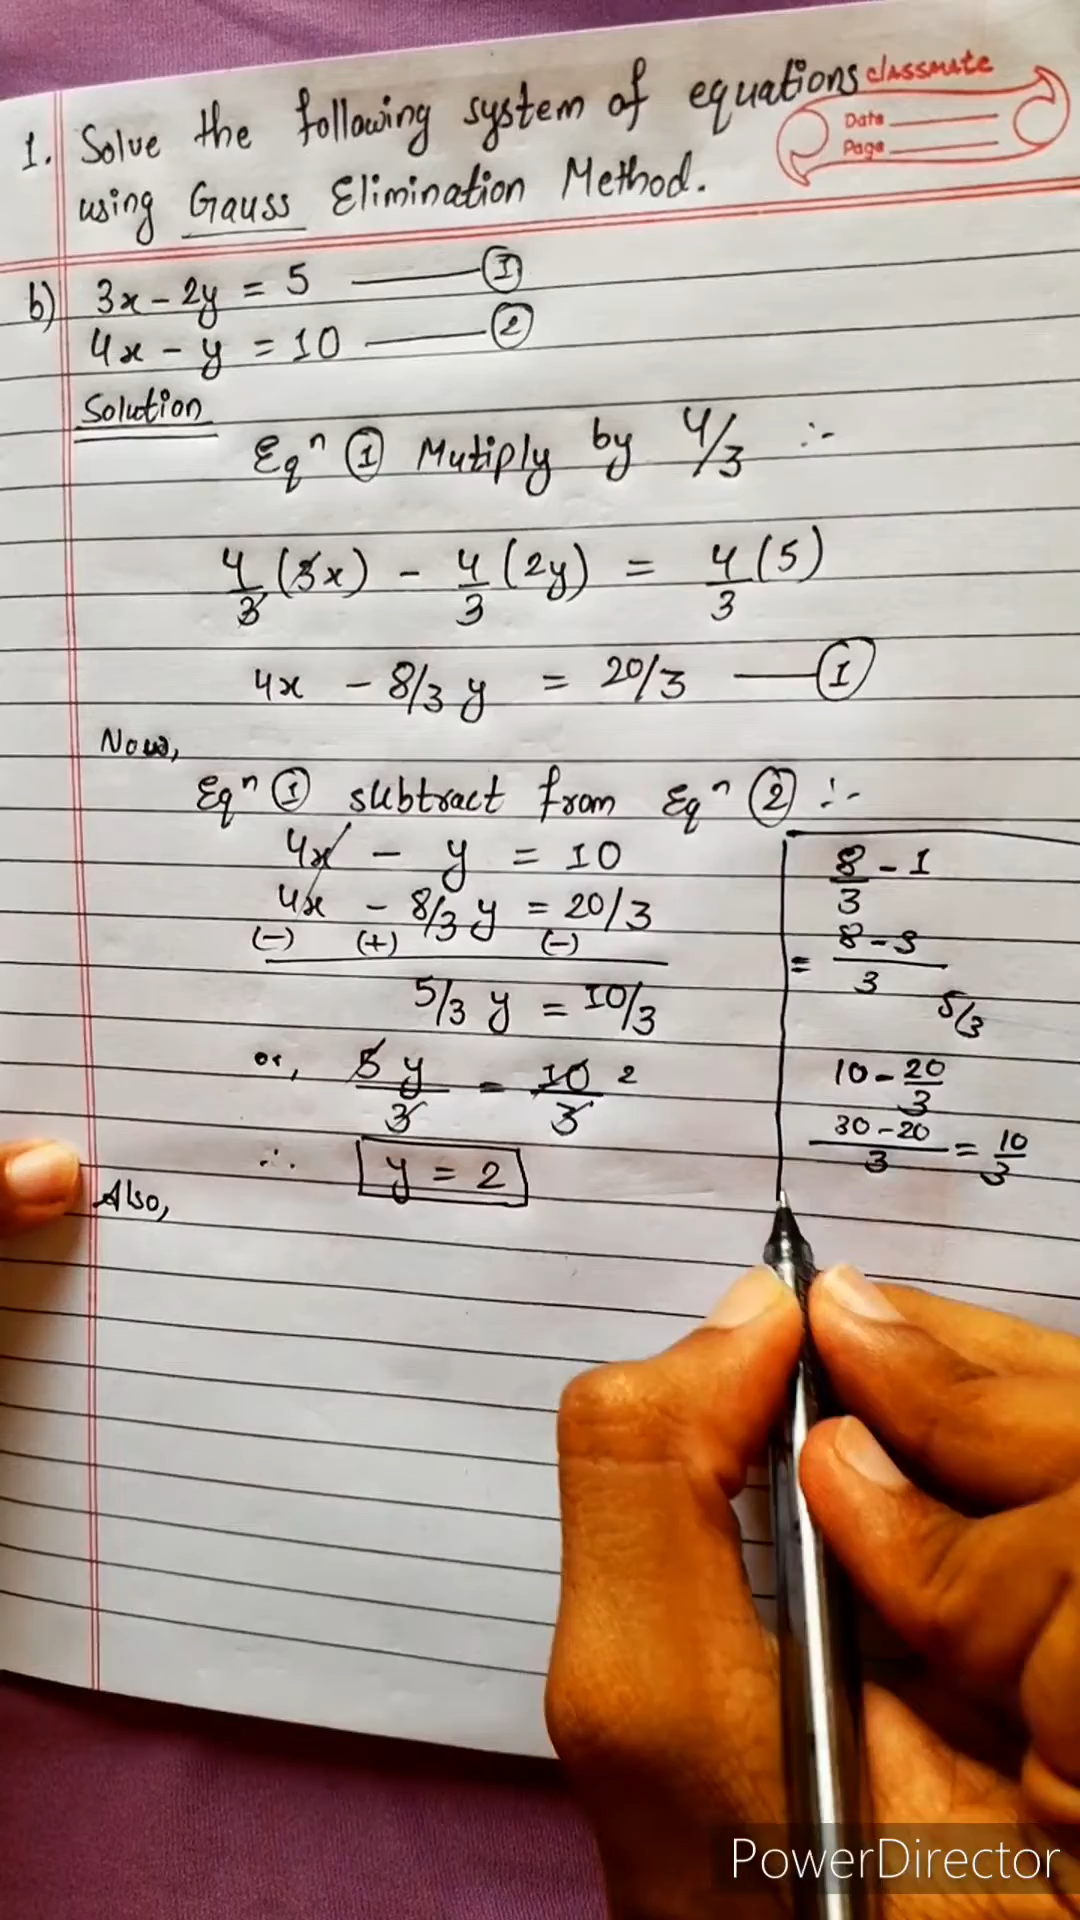 classmate
Date
Page
1. Solve the following system of equations
using Gauss Elimination Method.
b) 3x - 2y = 5 —— ①
4x - y = 10 —— ②
Solution
Eqⁿ ① Mutiply by 4/3 :-
4/3 (3x) - 4/3 (2y) = 4/3 (5)
4x - 8/3 y = 20/3 —— ①
Now,
Eqⁿ ① subtract from Eqⁿ ② :-
4x - y = 10
4x - 8/3 y = 20/3
(-) (+) (-)
5/3 y = 10/3
or, 5y/3 = 10/3 2
∴ y = 2
Also,
8/3 - 1
= 8-3/3 5/3
10 - 20/3
30-20/3 = 10/3
PowerDirector